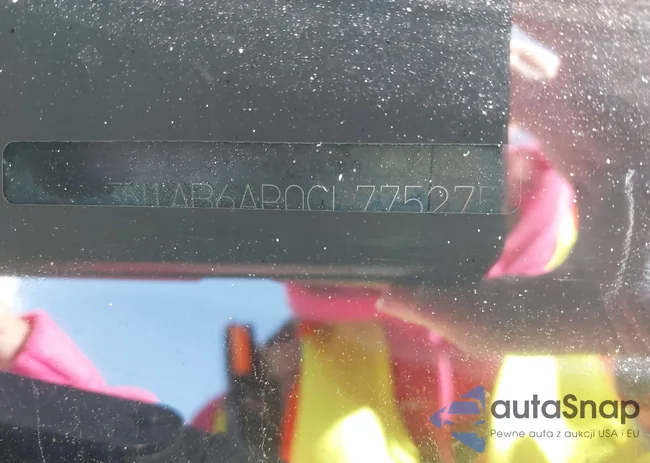 3N1AB6AP0CL775275
autaSnap
Pewne auta z aukcji USA i EU